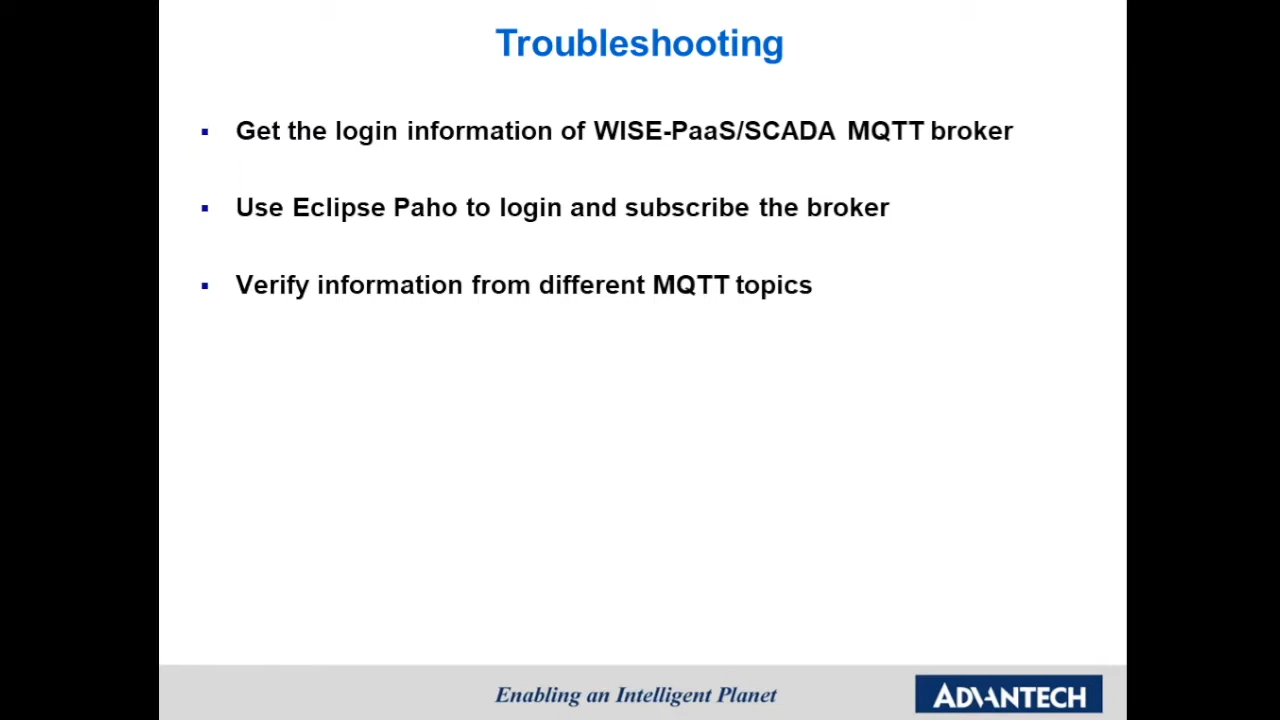 Troubleshooting
▪ Get the login information of WISE-PaaS/SCADA MQTT broker
▪ Use Eclipse Paho to login and subscribe the broker
▪ Verify information from different MQTT topics
Enabling an Intelligent Planet
ADVANTECH